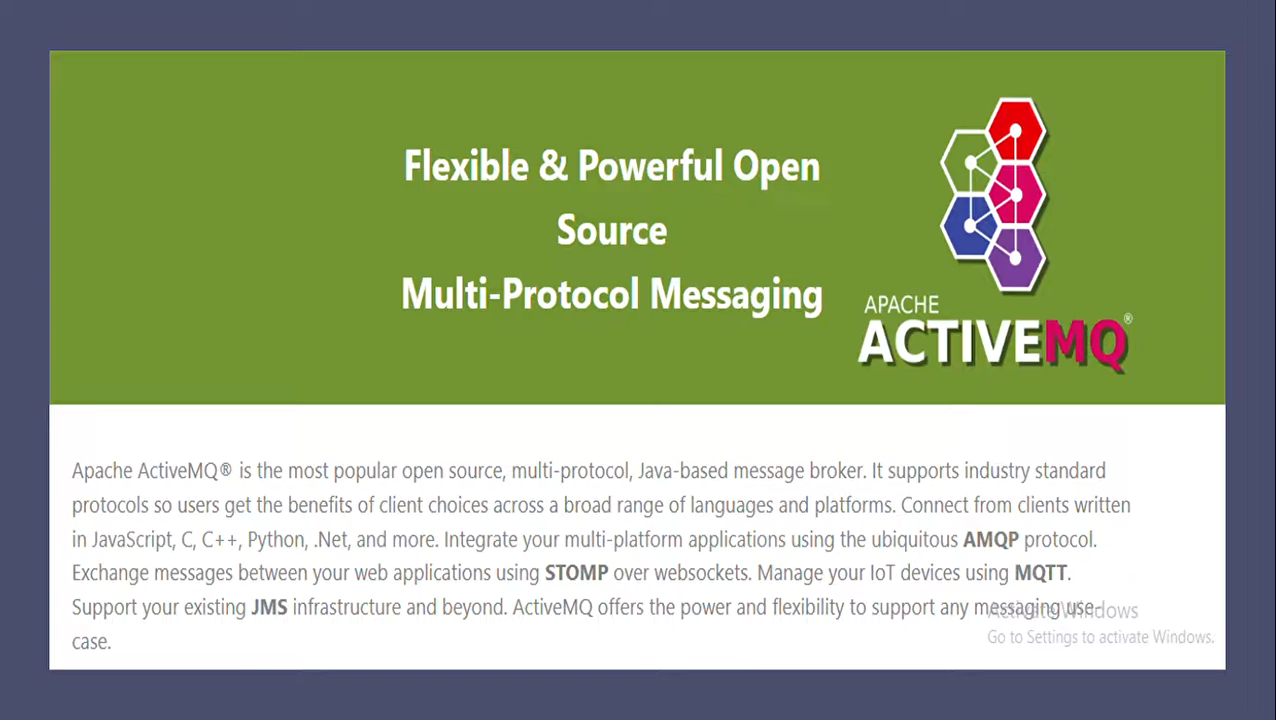 Flexible & Powerful Open
Source
Multi-Protocol Messaging
APACHE
ACTIVEMQ®
Apache ActiveMQ® is the most popular open source, multi-protocol, Java-based message broker. It supports industry standard
protocols so users get the benefits of client choices across a broad range of languages and platforms. Connect from clients written
in JavaScript, C, C++, Python, .Net, and more. Integrate your multi-platform applications using the ubiquitous AMQP protocol.
Exchange messages between your web applications using STOMP over websockets. Manage your IoT devices using MQTT.
Support your existing JMS infrastructure and beyond. ActiveMQ offers the power and flexibility to support any messaging use-
case.
Activate Windows
Go to Settings to activate Windows.